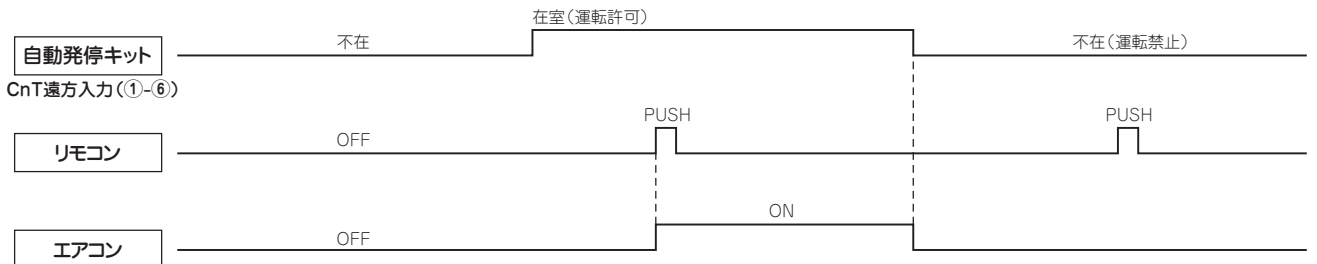 在室（運転許可）
自動発停キット
不在
不在（運転禁止）
CnT遠方入力（①-⑥）
PUSH
PUSH
リモコン
OFF
ON
エアコン
OFF